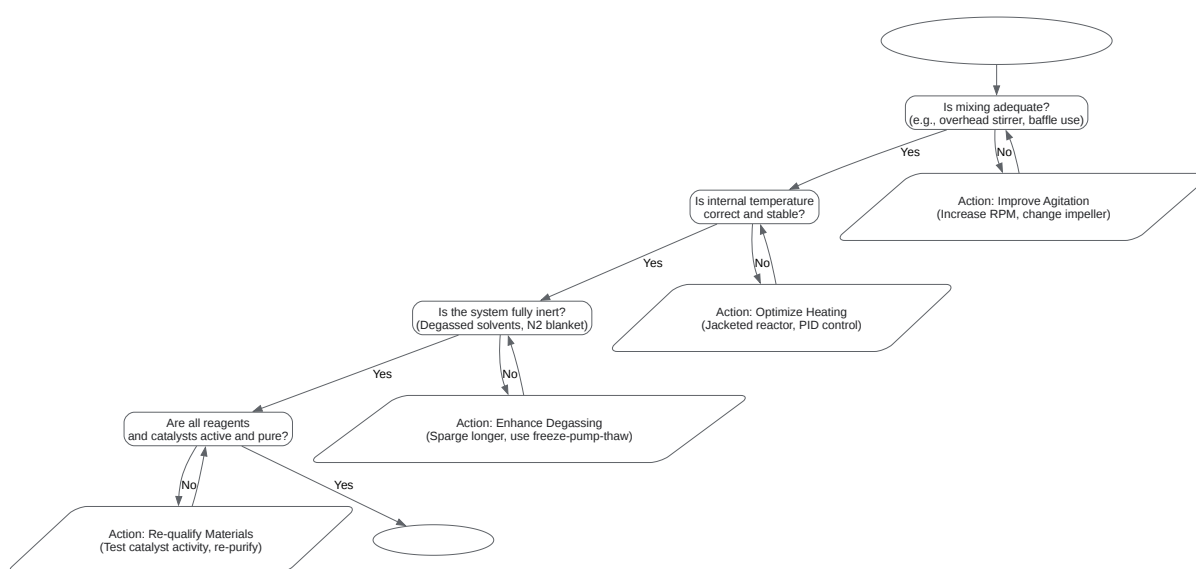 Is mixing adequate?
(e.g., overhead stirrer, baffle use)
Yes
No
Action: Improve Agitation
(Increase RPM, change impeller)
Is internal temperature
correct and stable?
Yes
No
Action: Optimize Heating
(Jacketed reactor, PID control)
Is the system fully inert?
(Degassed solvents, N2 blanket)
Yes
No
Action: Enhance Degassing
(Sparge longer, use freeze-pump-thaw)
Are all reagents
and catalysts active and pure?
No
Yes
Action: Re-qualify Materials
(Test catalyst activity, re-purify)